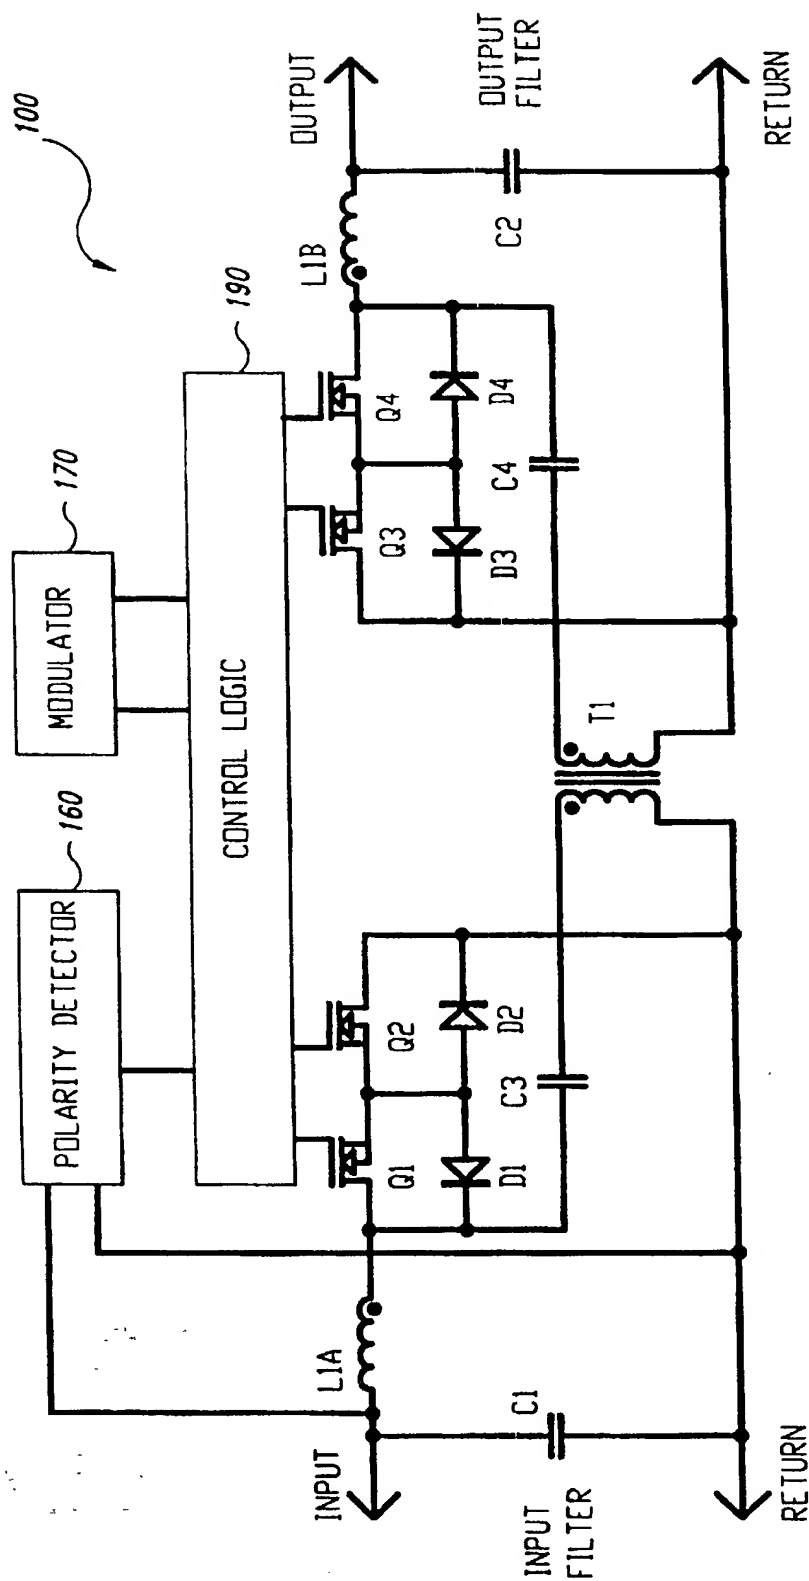 100
POLARITY DETECTOR
160
MODULATOR
170
CONTROL LOGIC
190
INPUT
L1A
Q1
Q2
Q3
Q4
L1B
OUTPUT
D1
D2
D3
D4
INPUT
FILTER
C1
C3
T1
C4
C2
OUTPUT
FILTER
RETURN
RETURN